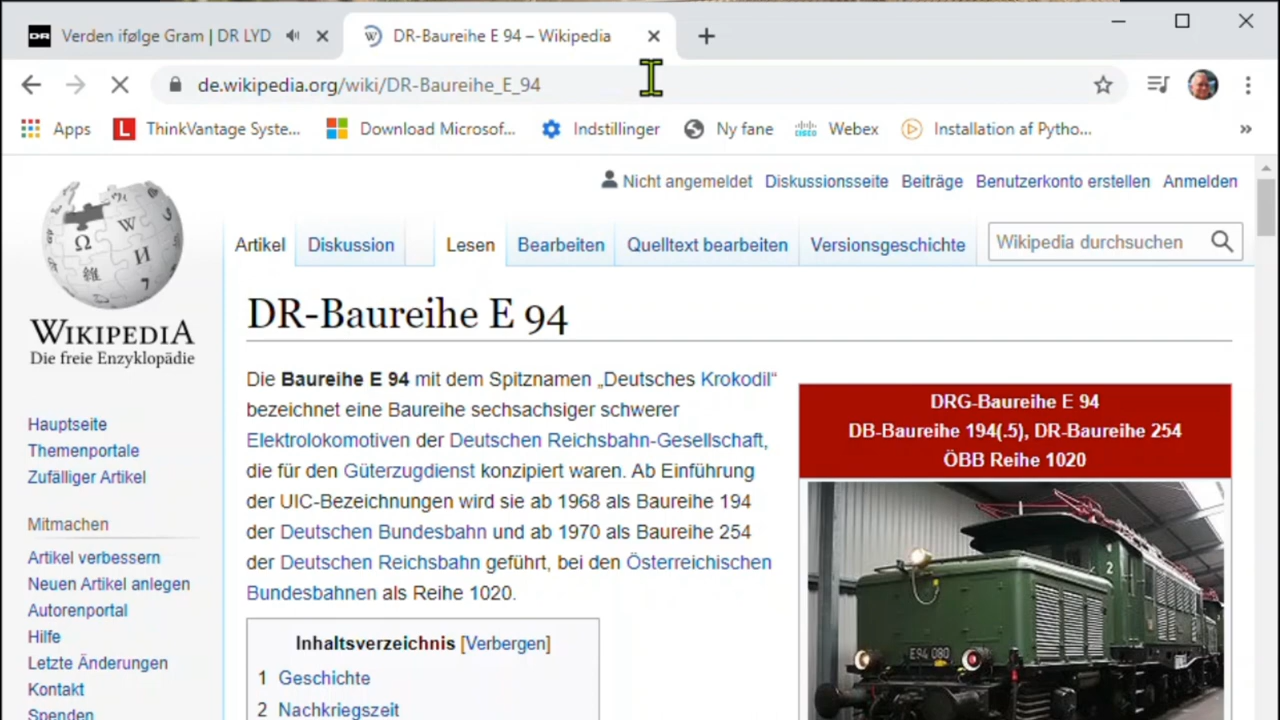 DR Verden ifølge Gram | DR LYD
DR-Baureihe E 94 – Wikipedia
de.wikipedia.org/wiki/DR-Baureihe_E_94
Apps
ThinkVantage Syste...
Download Microsof...
Indstillinger
Ny fane
Webex
Installation af Pytho...
Nicht angemeldet Diskussionsseite Beiträge Benutzerkonto erstellen Anmelden
Artikel Diskussion Lesen Bearbeiten Quelltext bearbeiten Versionsgeschichte
Wikipedia durchsuchen
WIKIPEDIA
Die freie Enzyklopädie
Hauptseite
Themenportale
Zufälliger Artikel
Mitmachen
Artikel verbessern
Neuen Artikel anlegen
Autorenportal
Hilfe
Letzte Änderungen
Kontakt
Spenden
DR-Baureihe E 94
Die Baureihe E 94 mit dem Spitznamen „Deutsches Krokodil“
bezeichnet eine Baureihe sechsachsiger schwerer
Elektrolokomotiven der Deutschen Reichsbahn-Gesellschaft,
die für den Güterzugdienst konzipiert waren. Ab Einführung
der UIC-Bezeichnungen wird sie ab 1968 als Baureihe 194
der Deutschen Bundesbahn und ab 1970 als Baureihe 254
der Deutschen Reichsbahn geführt, bei den Österreichischen
Bundesbahnen als Reihe 1020.
Inhaltsverzeichnis [Verbergen]
1 Geschichte
2 Nachkriegszeit
DRG-Baureihe E 94
DB-Baureihe 194(.5), DR-Baureihe 254
ÖBB Reihe 1020
2
E94 080